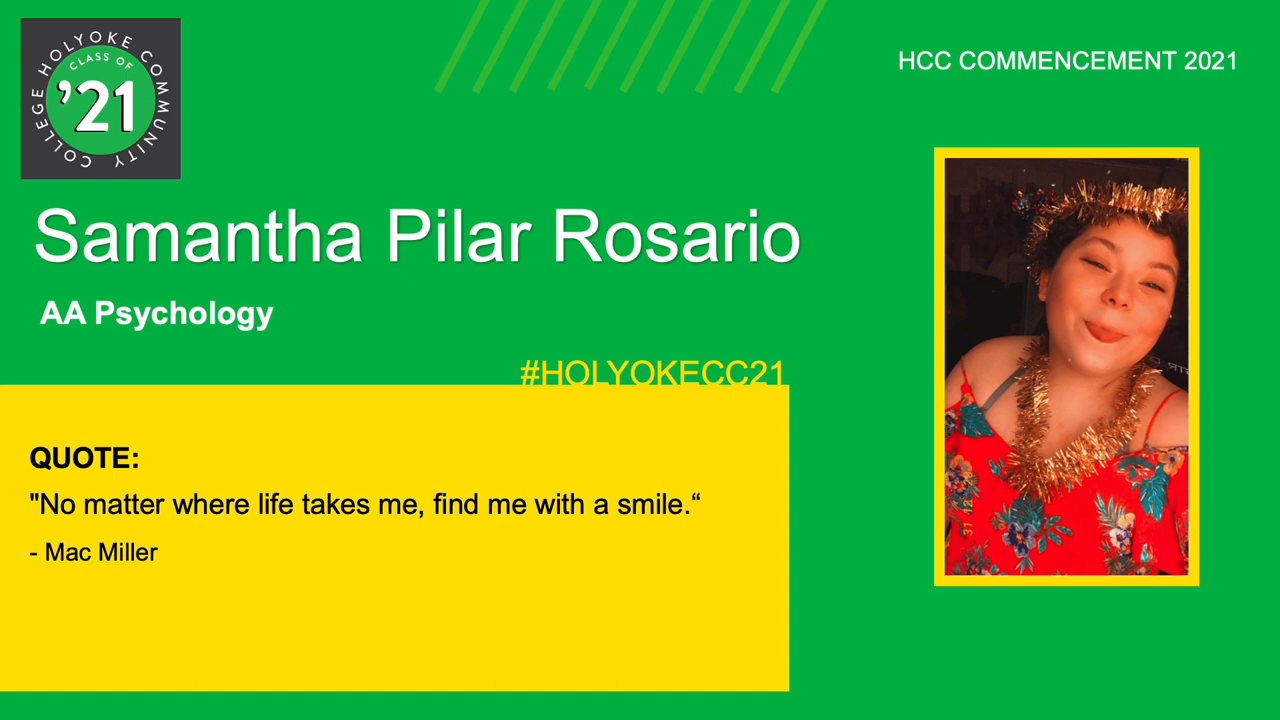 HOLYOKE COMMUNITY COLLEGE
CLASS OF
'21
HCC COMMENCEMENT 2021
Samantha Pilar Rosario
AA Psychology
#HOLYOKECC21
QUOTE:
"No matter where life takes me, find me with a smile.“
- Mac Miller